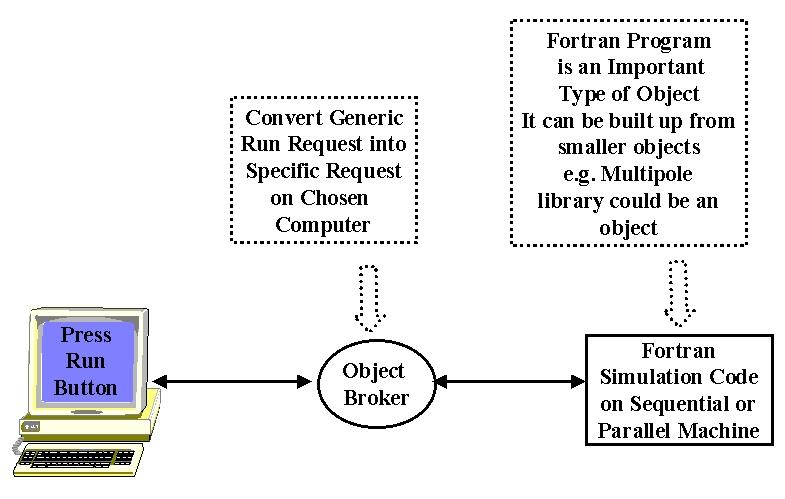 Fortran Program
is an Important
Type of Object
It can be built up from
smaller objects
e.g. Multipole
library could be an
object
Convert Generic
Run Request into
Specific Request
on Chosen
Computer
Press
Run
Button
Object
Broker
Fortran
Simulation Code
on Sequential or
Parallel Machine